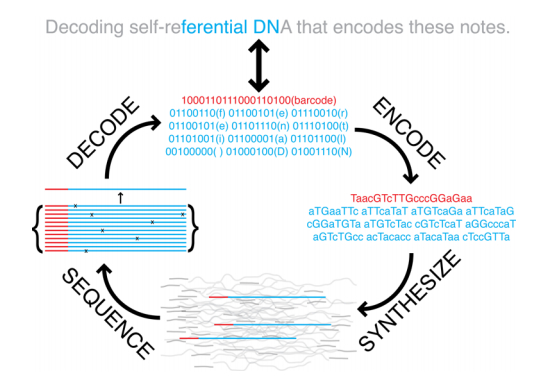 Decoding self-referential DNA that encodes these notes.
1000110111000110100(barcode)
01100110(f) 01100101(e) 01110010(r)
01100101(e) 01101110(n) 01110100(t)
01101001(i) 01100001(a) 01101100(l)
00100000( ) 01000100(D) 01001110(N)
DECODE
ENCODE
TaacGTcTTGcccGGaGaa
aTGaaTTc aTTcaTaT aTGTcaGa aTTcaTaG
cGGaTGTa aTGTcTac cGTcTcaT aGGcccaT
aGTcTGcc acTacacc aTacaTaa cTccGTTa
x
x
x
x
x
x
SEQUENCE
SYNTHESIZE